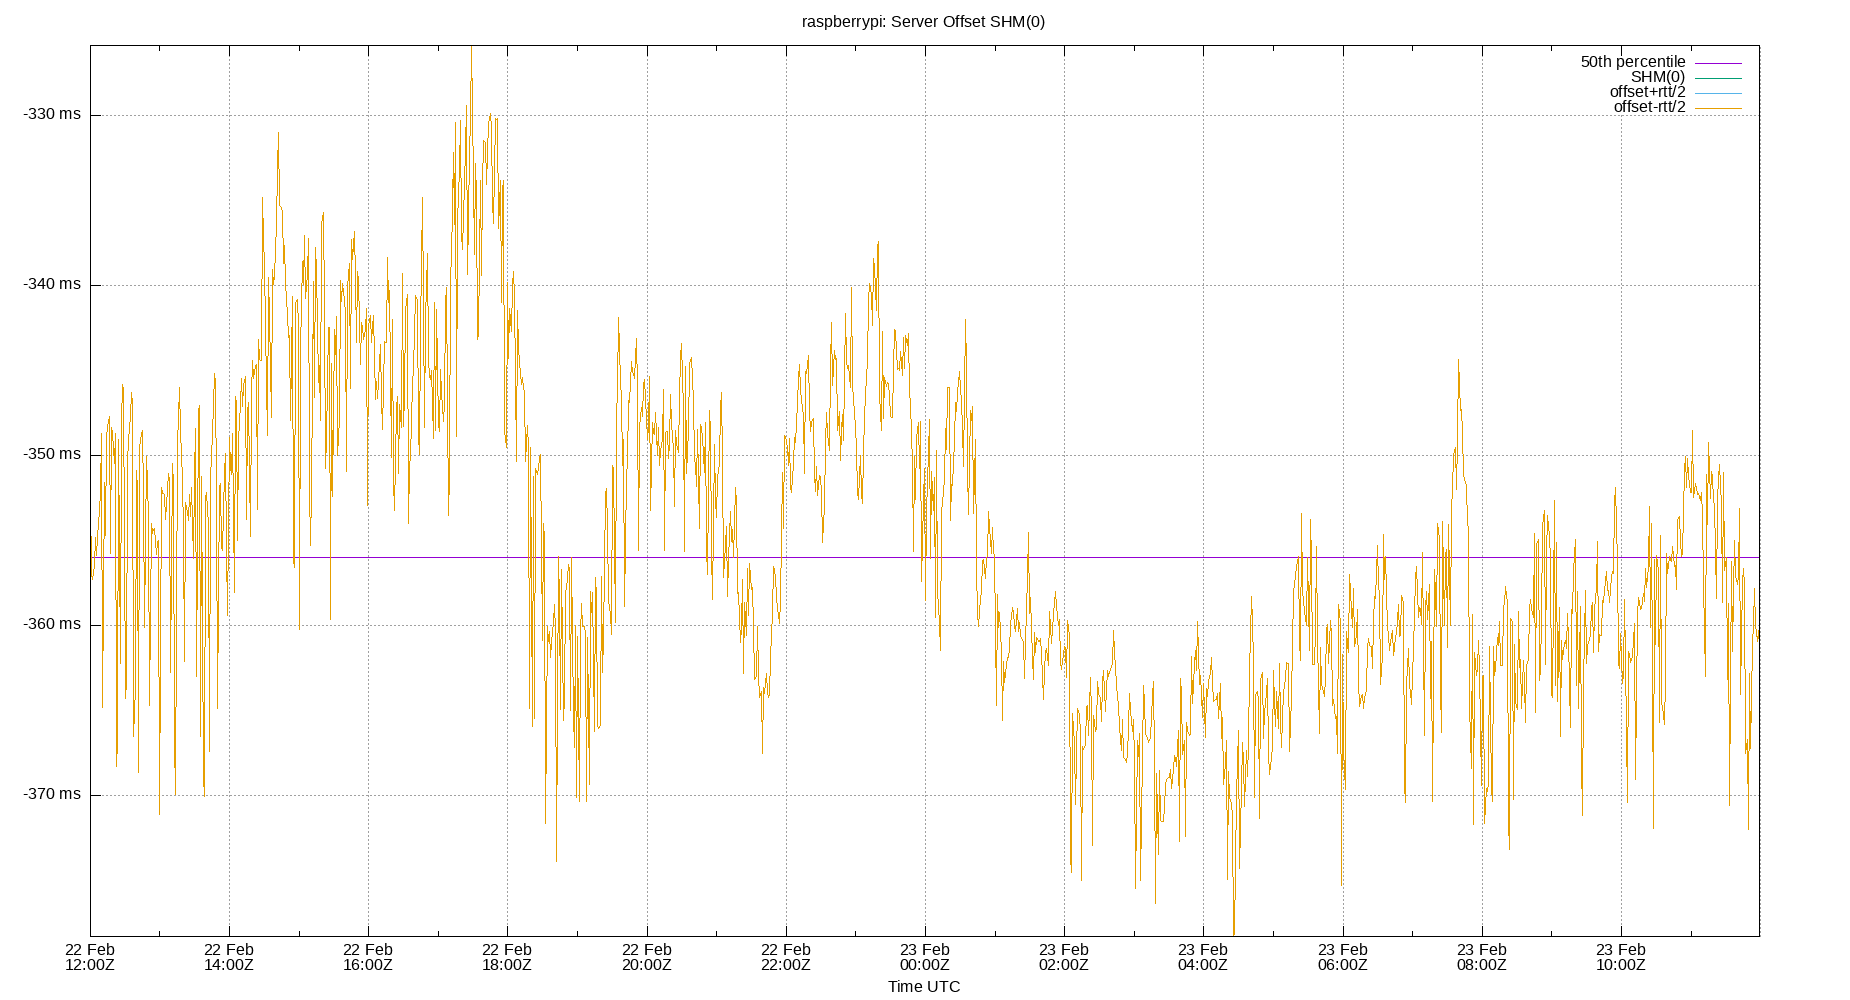 raspberrypi: Server Offset SHM(0)
50th percentile
SHM(0)
offset+rtt/2
offset-rtt/2
-330 ms
-340 ms
-350 ms
-360 ms
-370 ms
22 Feb 22 Feb 22 Feb 22 Feb 22 Feb 22 Feb 23 Feb 23 Feb 23 Feb 23 Feb 23 Feb 23 Feb
12:00Z 14:00Z 16:00Z 18:00Z 20:00Z 22:00Z 00:00Z 02:00Z 04:00Z 06:00Z 08:00Z 10:00Z
Time UTC